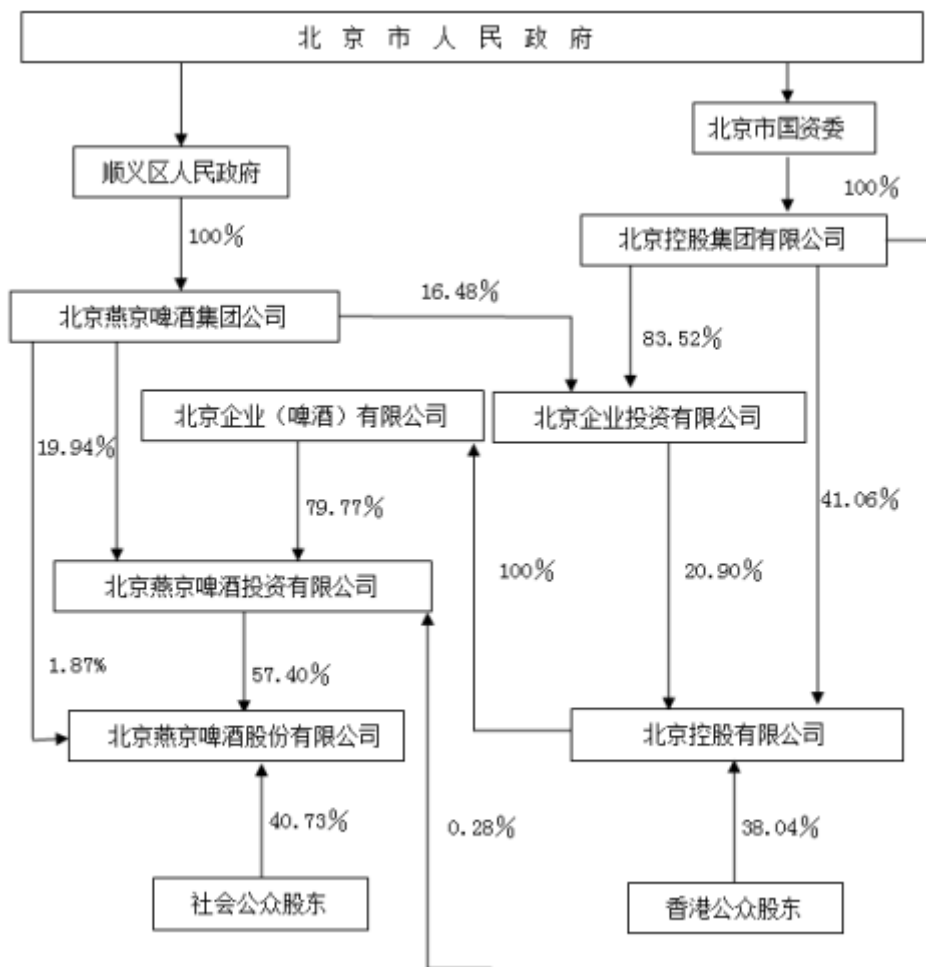 北京市人民政府
北京市国资委
顺义区人民政府
100%
100%
北京控股集团有限公司
16.48%
北京燕京啤酒集团公司
83.52%
北京企业（啤酒）有限公司
北京企业投资有限公司
19.94%
79.77%
41.06%
100%
20.90%
北京燕京啤酒投资有限公司
1.87%
57.40%
北京燕京啤酒股份有限公司
北京控股有限公司
40.73%
0.28%
38.04%
社会公众股东
香港公众股东